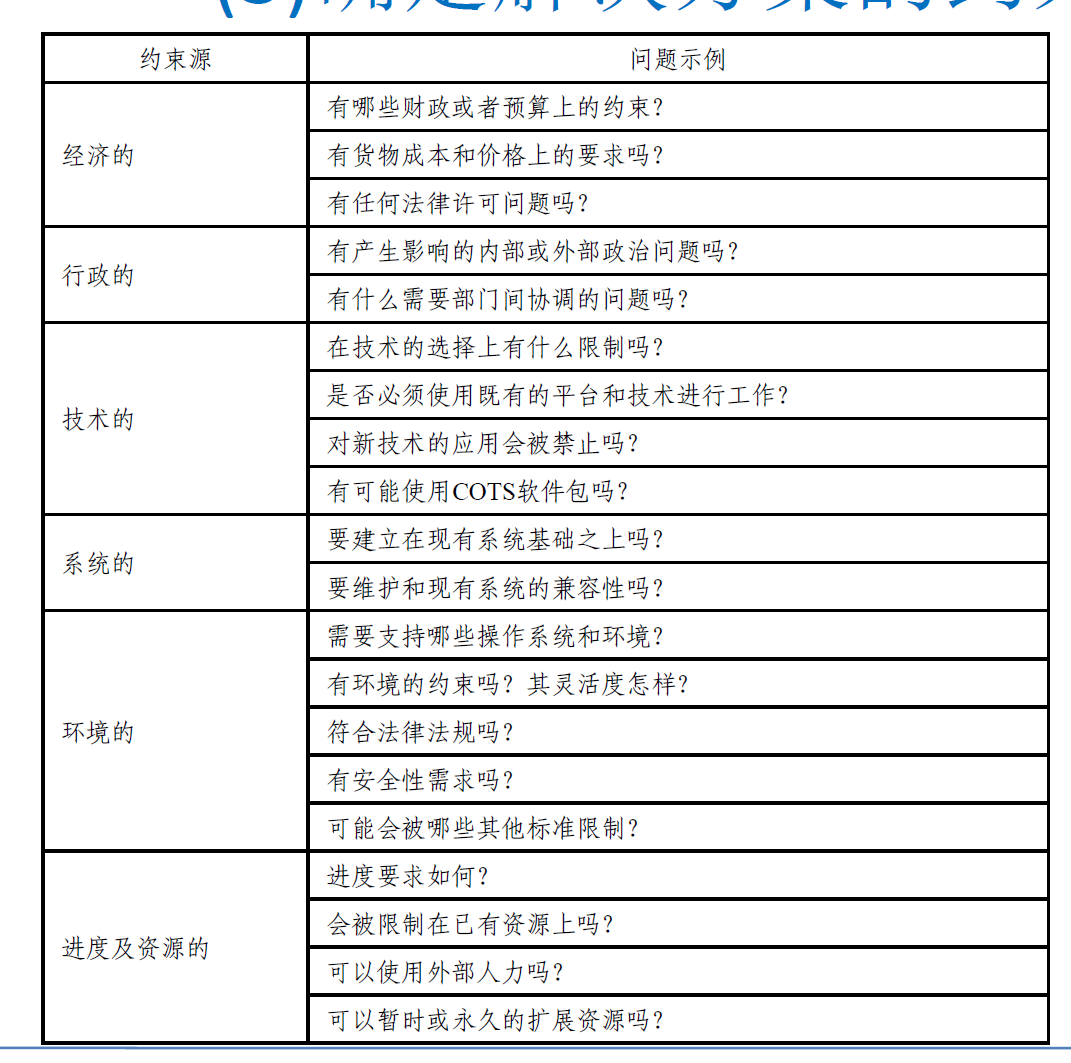 约束源
问题示例
经济的
有哪些财政或者预算上的约束？
有货物成本和价格上的要求吗？
有任何法律许可问题吗？
行政的
有产生影响的内部或外部政治问题吗？
有什么需要部门间协调的问题吗？
技术的
在技术的选择上有什么限制吗？
是否必须使用既有的平台和技术进行工作？
对新技术的应用会被禁止吗？
有可能使用COTS软件包吗？
系统的
要建立在现有系统基础之上吗？
要维护和现有系统的兼容性吗？
环境的
需要支持哪些操作系统和环境？
有环境的约束吗？其灵活度怎样？
符合法律法规吗？
有安全性需求吗？
可能会被哪些其他标准限制？
进度及资源的
进度要求如何？
会被限制在已有资源上吗？
可以使用外部人力吗？
可以暂时或永久的扩展资源吗？